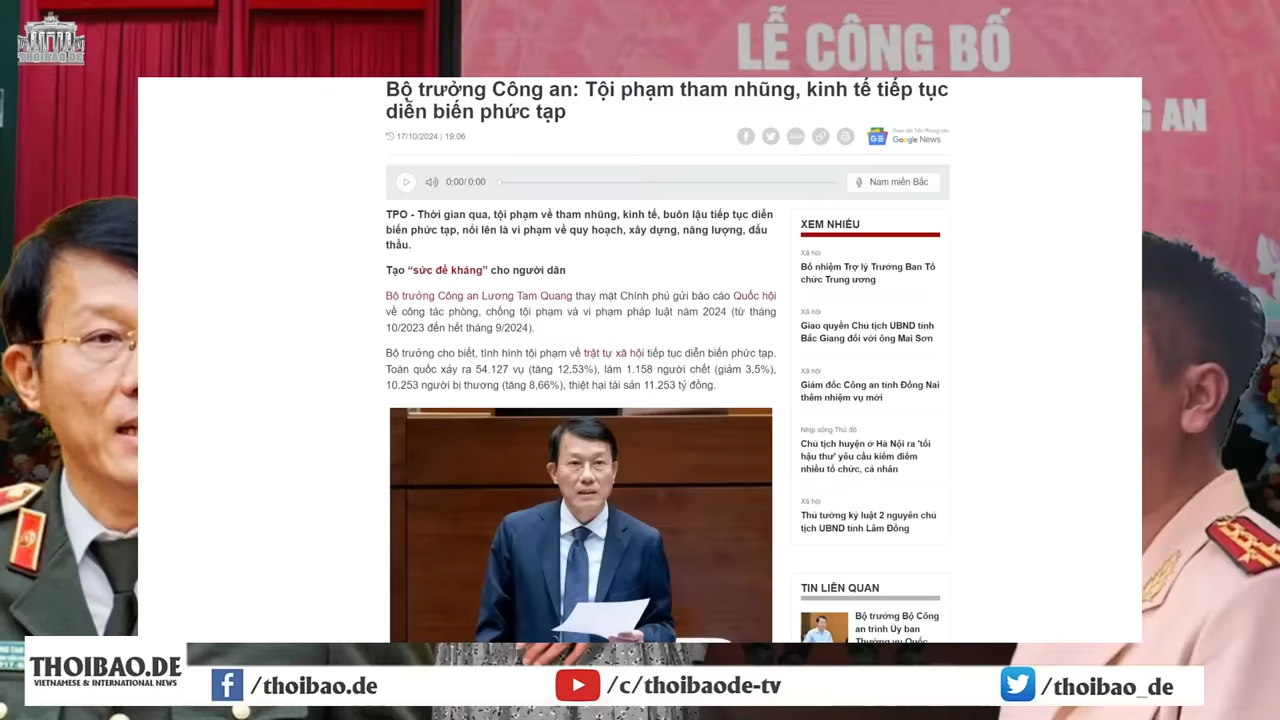 THOIBAO.DE
LỄ CÔNG BỐ
G AN
Bộ trưởng Công an: Tội phạm tham nhũng, kinh tế tiếp tục
diễn biến phức tạp
17/10/2024 | 19:06
Theo dõi Tiền Phong trên
Google News
0:00/ 0:00
Nam miền Bắc
TPO - Thời gian qua, tội phạm về tham nhũng, kinh tế, buôn lậu tiếp tục diễn
biến phức tạp, nổi lên là vi phạm về quy hoạch, xây dựng, năng lượng, đấu
thầu.
Tạo “sức đề kháng” cho người dân
Bộ trưởng Công an Lương Tam Quang thay mặt Chính phủ gửi báo cáo Quốc hội
về công tác phòng, chống tội phạm và vi phạm pháp luật năm 2024 (từ tháng
10/2023 đến hết tháng 9/2024).
Bộ trưởng cho biết, tình hình tội phạm về trật tự xã hội tiếp tục diễn biến phức tạp.
Toàn quốc xảy ra 54.127 vụ (tăng 12,53%), làm 1.158 người chết (giảm 3,5%),
10.253 người bị thương (tăng 8,66%), thiệt hại tài sản 11.253 tỷ đồng.
XEM NHIỀU
Xã hội
Bổ nhiệm Trợ lý Trưởng Ban Tổ
chức Trung ương
Xã hội
Giao quyền Chủ tịch UBND tỉnh
Bắc Giang đối với ông Mai Sơn
Xã hội
Giám đốc Công an tỉnh Đồng Nai
thêm nhiệm vụ mới
Nhịp sống Thủ đô
Chủ tịch huyện ở Hà Nội ra 'tối
hậu thư' yêu cầu kiểm điểm
nhiều tổ chức, cá nhân
Xã hội
Thủ tướng kỷ luật 2 nguyên chủ
tịch UBND tỉnh Lâm Đồng
TIN LIÊN QUAN
Bộ trưởng Bộ Công
an trình Ủy ban
Thường vụ Quốc
THOIBAO.DE
VIETNAMESE & INTERNATIONAL NEWS
/thoibao.de
/c/thoibaode-tv
/thoibao_de